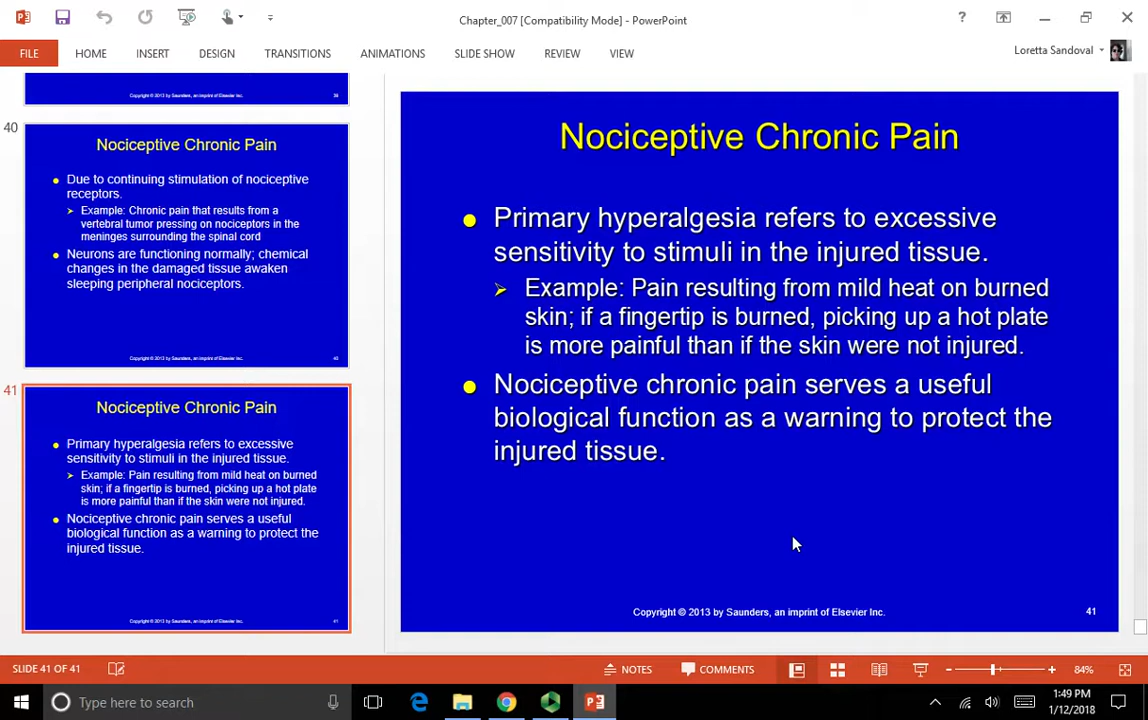 Chapter_007 [Compatibility Mode] - PowerPoint
?
FILE
HOME
INSERT
DESIGN
TRANSITIONS
ANIMATIONS
SLIDE SHOW
REVIEW
VIEW
Loretta Sandoval
Copyright © 2013 by Saunders, an imprint of Elsevier Inc.
39
40
Nociceptive Chronic Pain
Due to continuing stimulation of nociceptive
receptors.
Example: Chronic pain that results from a
vertebral tumor pressing on nociceptors in the
meninges surrounding the spinal cord
Neurons are functioning normally; chemical
changes in the damaged tissue awaken
sleeping peripheral nociceptors.
Copyright © 2013 by Saunders, an imprint of Elsevier Inc.
40
41
Nociceptive Chronic Pain
Primary hyperalgesia refers to excessive
sensitivity to stimuli in the injured tissue.
Example: Pain resulting from mild heat on burned
skin; if a fingertip is burned, picking up a hot plate
is more painful than if the skin were not injured.
Nociceptive chronic pain serves a useful
biological function as a warning to protect the
injured tissue.
Copyright © 2013 by Saunders, an imprint of Elsevier Inc.
41
Nociceptive Chronic Pain
Primary hyperalgesia refers to excessive
sensitivity to stimuli in the injured tissue.
Example: Pain resulting from mild heat on burned
skin; if a fingertip is burned, picking up a hot plate
is more painful than if the skin were not injured.
Nociceptive chronic pain serves a useful
biological function as a warning to protect the
injured tissue.
Copyright © 2013 by Saunders, an imprint of Elsevier Inc.
41
SLIDE 41 OF 41
NOTES
COMMENTS
84%
Type here to search
1:49 PM
1/12/2018